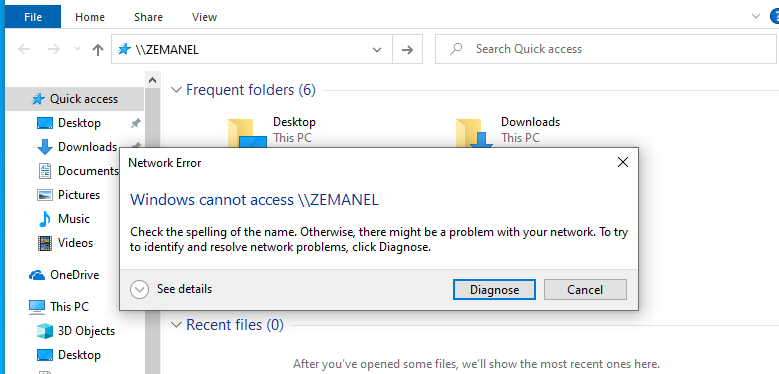 File Home Share View
\\ZEMANEL
Search Quick access
Quick access
Desktop
Downloads
Documents
Pictures
Music
Videos
OneDrive
This PC
3D Objects
Desktop
Frequent folders (6)
Desktop
This PC
Downloads
This PC
Network Error
Windows cannot access \\ZEMANEL
Check the spelling of the name. Otherwise, there might be a problem with your network. To try
to identify and resolve network problems, click Diagnose.
See details
Diagnose Cancel
Recent files (0)
After you've opened some files, we'll show the most recent ones here.